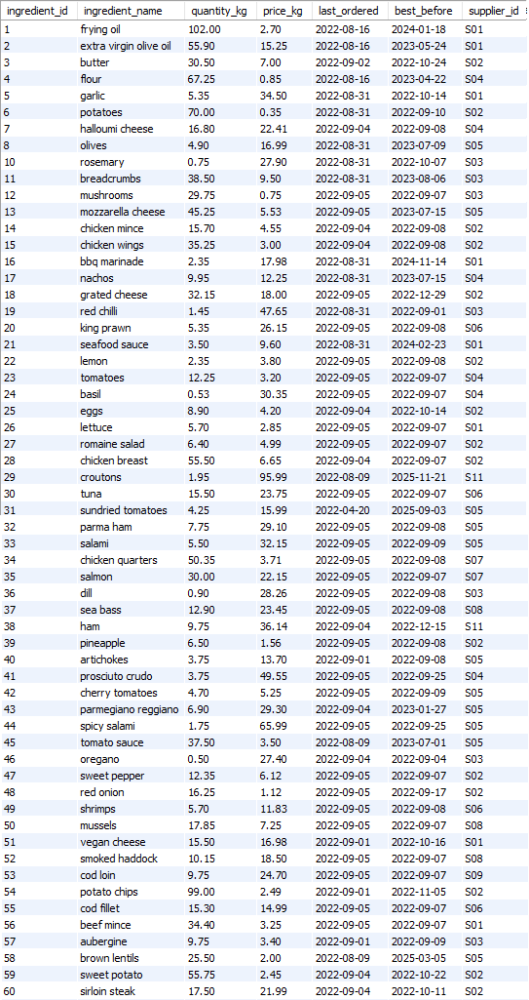 ingredient_id ingredient_name quantity_kg price_kg last_ordered best_before supplier_id
1 frying oil 102.00 2.70 2022-08-16 2024-01-18 S01
2 extra virgin olive oil 55.90 15.25 2022-08-16 2023-05-24 S01
3 butter 30.50 7.00 2022-09-02 2022-10-24 S02
4 flour 67.25 0.85 2022-08-16 2023-04-22 S04
5 garlic 5.35 34.50 2022-08-31 2022-10-14 S01
6 potatoes 70.00 0.35 2022-08-31 2022-09-10 S02
7 halloumi cheese 16.80 22.41 2022-09-04 2022-09-08 S04
8 olives 4.90 16.99 2022-08-31 2023-07-09 S05
10 rosemary 0.75 27.90 2022-08-31 2022-10-07 S03
11 breadcrumbs 38.50 9.50 2022-08-31 2023-08-06 S03
12 mushrooms 29.75 0.75 2022-09-05 2022-09-07 S03
13 mozzarella cheese 45.25 5.53 2022-09-04 2023-07-15 S05
14 chicken mince 15.70 4.55 2022-09-04 2022-09-08 S02
15 chicken wings 35.25 3.00 2022-09-04 2022-09-08 S02
16 bbq marinade 2.35 17.98 2022-08-31 2024-11-14 S01
17 nachos 9.95 12.25 2022-08-31 2023-07-15 S04
18 grated cheese 32.15 18.00 2022-09-05 2022-12-29 S02
19 red chilli 1.45 47.65 2022-08-31 2022-09-01 S03
20 king prawn 5.35 26.15 2022-09-05 2022-09-08 S06
21 seafood sauce 3.50 9.60 2022-08-31 2024-02-23 S01
22 lemon 2.35 3.80 2022-09-05 2022-09-08 S02
23 tomatoes 12.25 3.20 2022-09-05 2022-09-07 S04
24 basil 0.53 30.35 2022-09-05 2022-09-07 S04
25 eggs 8.90 4.20 2022-09-04 2022-10-14 S02
26 lettuce 5.70 2.85 2022-09-05 2022-09-07 S01
27 romaine salad 6.40 4.99 2022-09-05 2022-09-07 S02
28 chicken breast 55.50 6.65 2022-09-04 2022-09-07 S02
29 croutons 1.95 95.99 2022-08-09 2025-11-21 S11
30 tuna 15.50 23.75 2022-09-05 2022-09-07 S06
31 sundried tomatoes 4.25 15.99 2022-04-20 2025-09-03 S05
32 parma ham 7.75 29.10 2022-09-05 2022-09-08 S05
33 salami 5.50 32.15 2022-09-05 2022-09-09 S05
34 chicken quarters 50.35 3.71 2022-09-04 2022-09-08 S07
35 salmon 30.00 22.15 2022-09-05 2022-09-07 S07
36 dill 0.90 28.26 2022-09-05 2022-09-08 S03
37 sea bass 12.90 23.45 2022-09-05 2022-09-08 S08
38 ham 9.75 36.14 2022-09-04 2022-12-15 S11
39 pineapple 6.50 1.56 2022-09-05 2022-09-08 S02
40 artichokes 3.75 13.70 2022-09-01 2022-09-08 S05
41 prosciuto crudo 3.75 49.55 2022-09-05 2022-09-25 S04
42 cherry tomatoes 4.70 5.25 2022-09-05 2022-09-09 S05
43 parmegiano reggiano 6.90 29.30 2022-09-04 2023-01-27 S05
44 spicy salami 1.75 65.99 2022-09-05 2022-09-25 S05
45 tomato sauce 37.50 3.50 2022-08-09 2023-07-01 S05
46 oregano 0.50 27.40 2022-09-04 2022-09-04 S03
47 sweet pepper 12.35 6.12 2022-09-05 2022-09-07 S02
48 red onion 16.25 1.12 2022-09-05 2022-09-17 S02
49 shrimps 5.70 11.83 2022-09-05 2022-09-08 S06
50 mussels 17.85 7.25 2022-09-05 2022-09-07 S08
51 vegan cheese 15.50 16.98 2022-09-01 2022-10-16 S01
52 smoked haddock 10.15 18.50 2022-09-05 2022-09-07 S08
53 cod loin 9.75 24.70 2022-09-05 2022-09-07 S09
54 potato chips 99.00 2.49 2022-09-01 2022-11-05 S02
55 cod fillet 15.30 14.99 2022-09-05 2022-09-07 S06
56 beef mince 34.40 3.25 2022-09-05 2022-09-07 S01
57 aubergine 9.75 3.40 2022-09-01 2022-09-09 S03
58 brown lentils 25.50 2.00 2022-08-09 2025-03-05 S05
59 sweet potato 55.75 2.45 2022-09-04 2022-10-22 S02
60 sirloin steak 17.50 21.99 2022-09-04 2022-10-11 S02